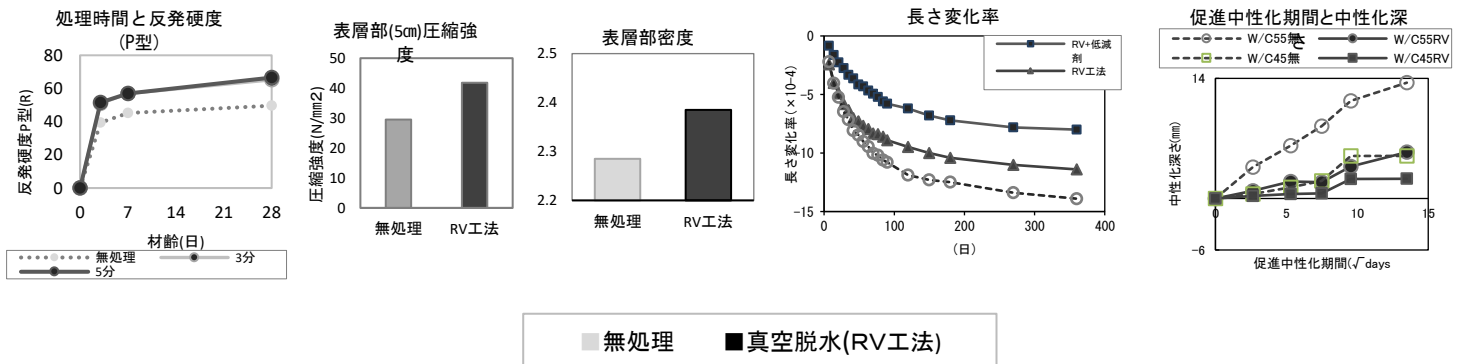 処理時間と反発硬度
(P型)
80
60
40
20
0
反発硬度P型(R)
0
7
14
21
28
材齢(日)
無処理
3分
5分
表層部(5㎝)圧縮強
度
50
40
30
20
10
0
圧縮強度(N/mm2)
無処理
RV工法
表層部密度
2.5
2.4
2.3
2.2
無処理
RV工法
長さ変化率
0
−5
−10
−15
長さ変化率(×10−4)
0
100
200
300
400
(日)
RV+低減
剤
RV工法
促進中性化期間と中性化深
さ
W/C55無
W/C55RV
W/C45無
W/C45RV
14
−6
中性化深さ(mm)
0
5
10
15
促進中性化期間(√days
無処理
真空脱水(RV工法)